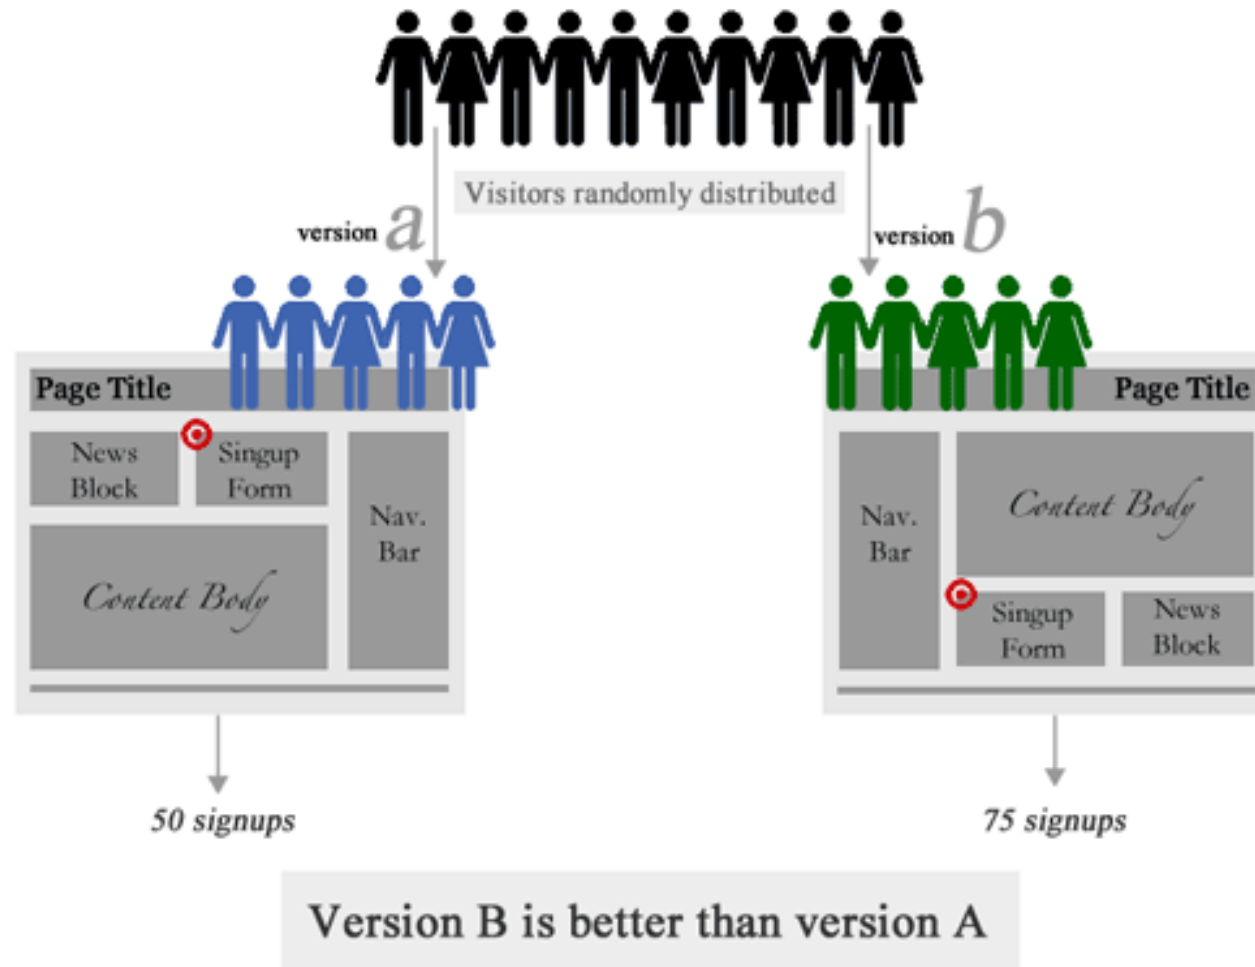 Visitors randomly distributed
version a
version b
Page Title
News
Block
Singup
Form
Nav.
Bar
Content Body
Page Title
Nav.
Bar
Content Body
Singup
Form
News
Block
50 signups
75 signups
Version B is better than version A